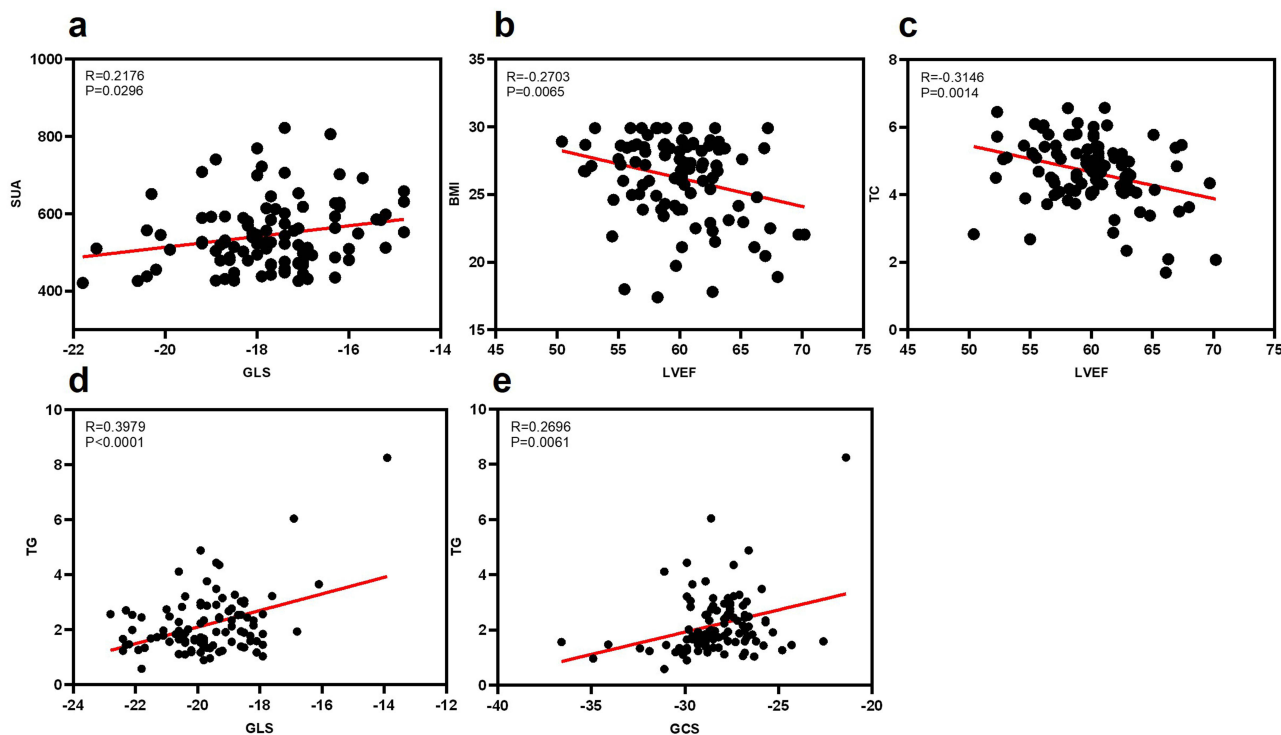 a
R=0.2176
P=0.0296
SUA
1000
800
600
400
-22
-20
-18
-16
-14
GLS
b
R=-0.2703
P=0.0065
BMI
35
30
25
20
15
45
50
55
60
65
70
75
LVEF
c
R=-0.3146
P=0.0014
TC
8
6
4
2
0
45
50
55
60
65
70
75
LVEF
d
R=0.3979
P<0.0001
TG
10
8
6
4
2
0
-24
-22
-20
-18
-16
-14
-12
GLS
e
R=0.2696
P=0.0061
TG
10
8
6
4
2
0
-40
-35
-30
-25
-20
GCS